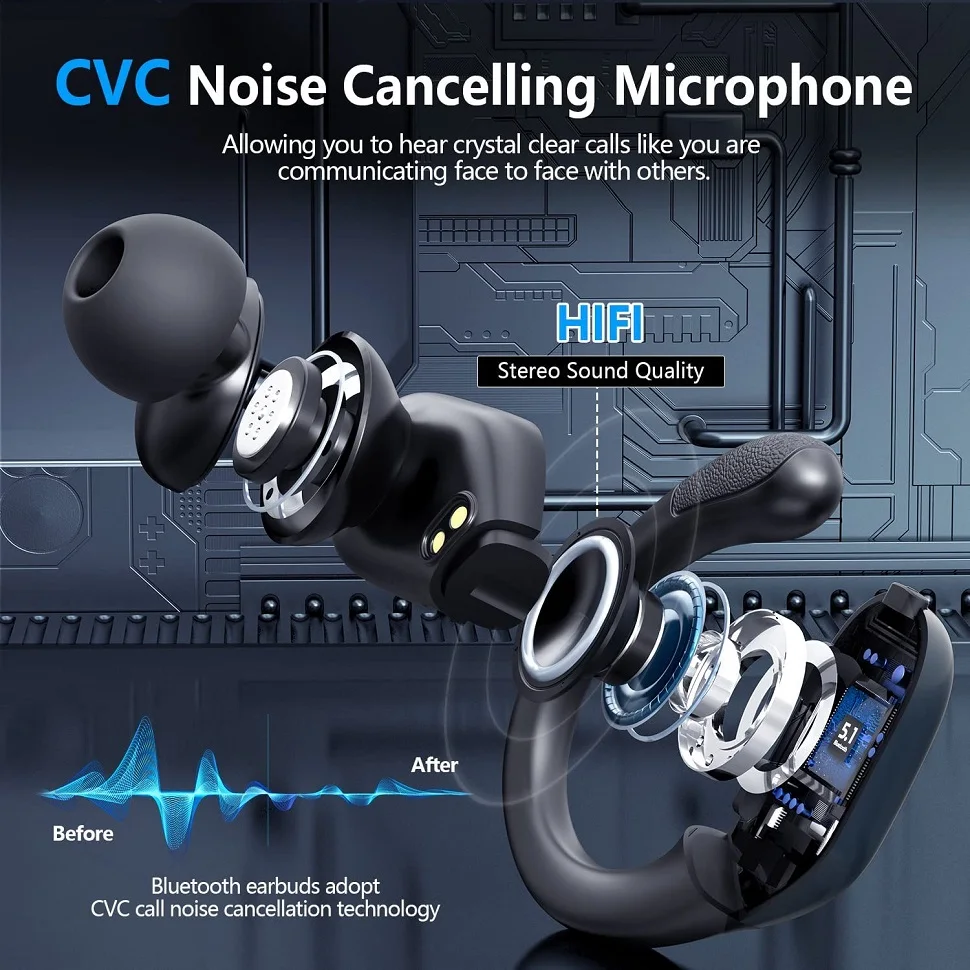 CVC Noise Cancelling Microphone
Allowing you to hear crystal clear calls like you are
communicating face to face with others.
HIFI
Stereo Sound Quality
5.1
After
Before
Bluetooth earbuds adopt
CVC call noise cancellation technology